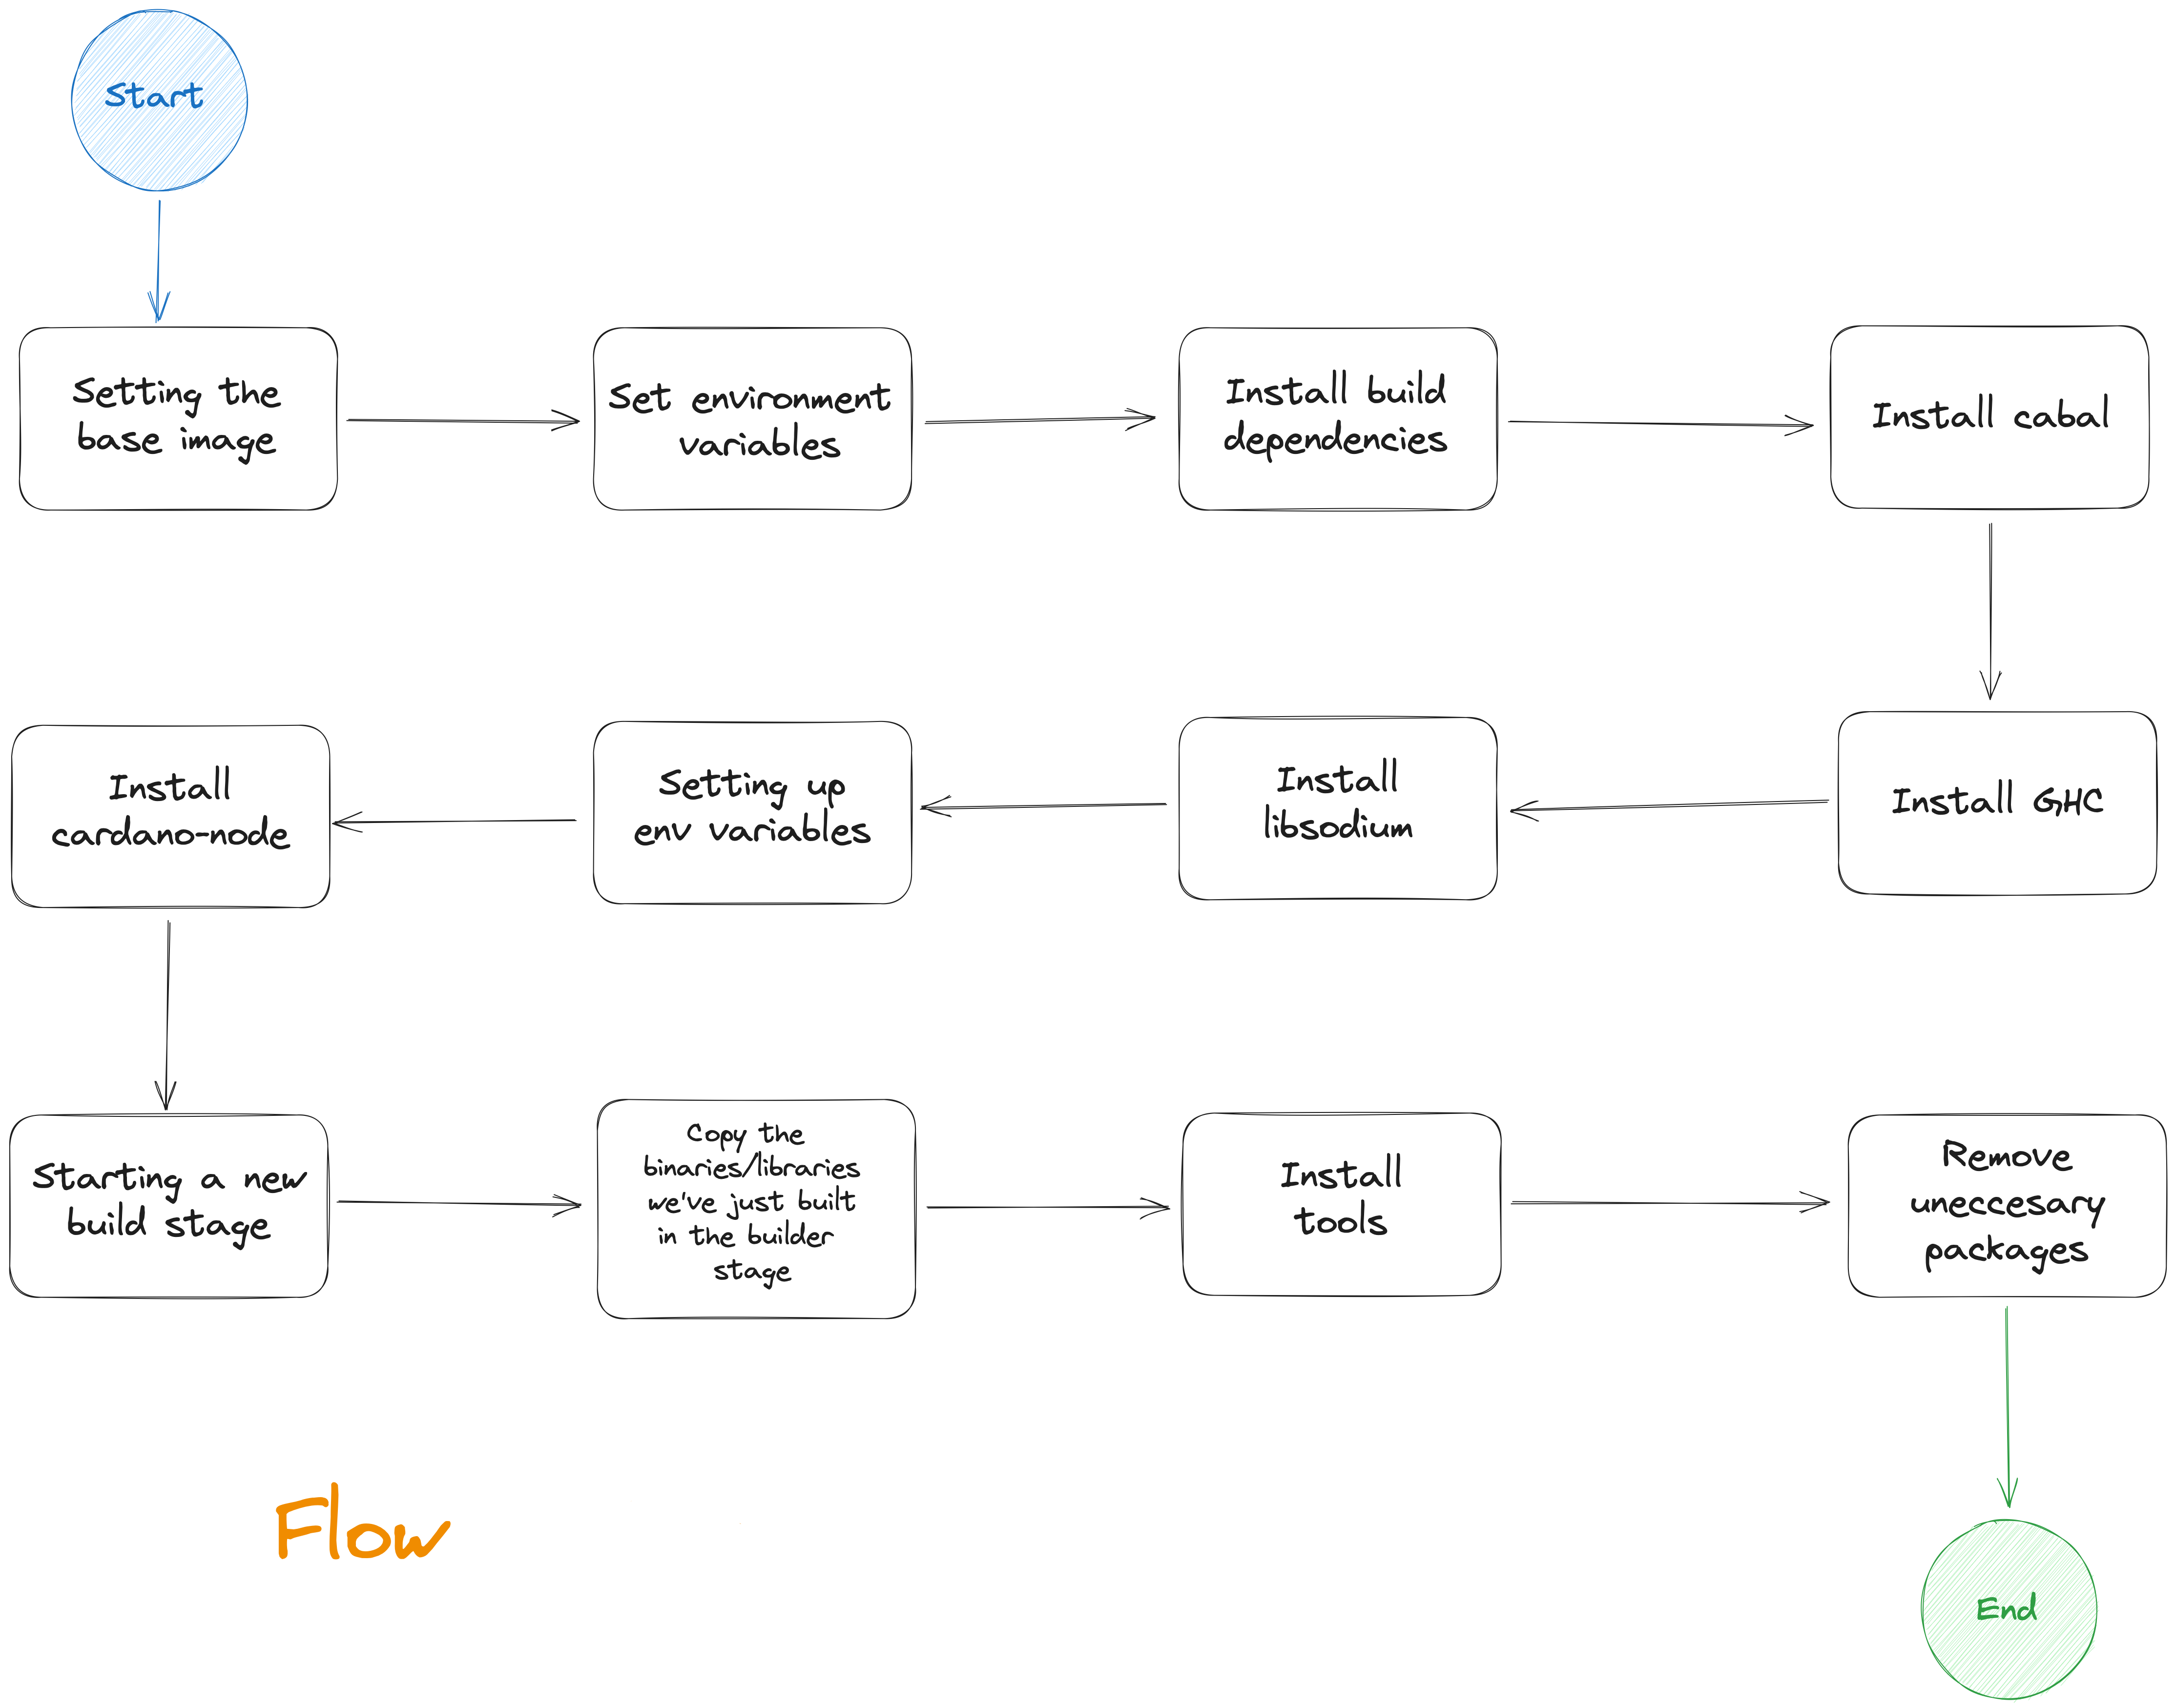 Start
Setting the
base image
Set environment
variables
Install build
dependencies
Install cabal
Install GHC
Install
libsodium
Setting up
env variables
Install
cardano-node
Starting a new
build stage
Copy the
binaries/libraries
we've just built
in the builder
stage
Install
tools
Remove
uneccessary
packages
End
Flow